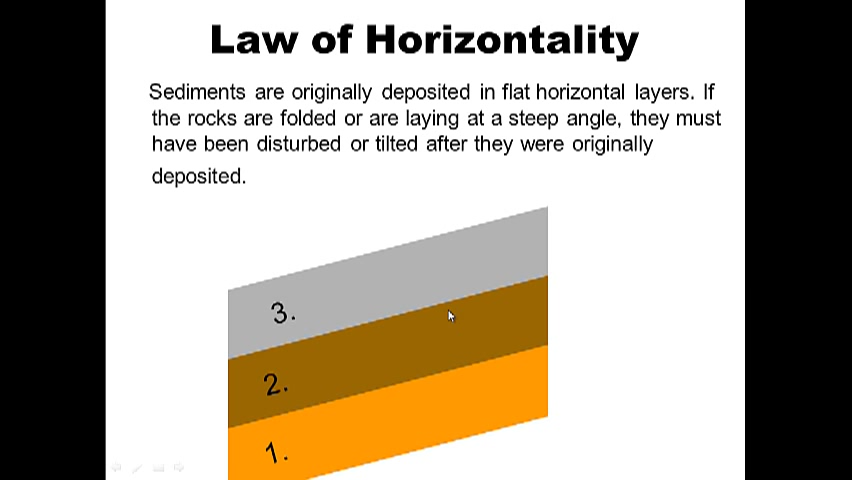 Law of Horizontality
Sediments are originally deposited in flat horizontal layers. If
the rocks are folded or are laying at a steep angle, they must
have been disturbed or tilted after they were originally
deposited.
3.
2.
1.